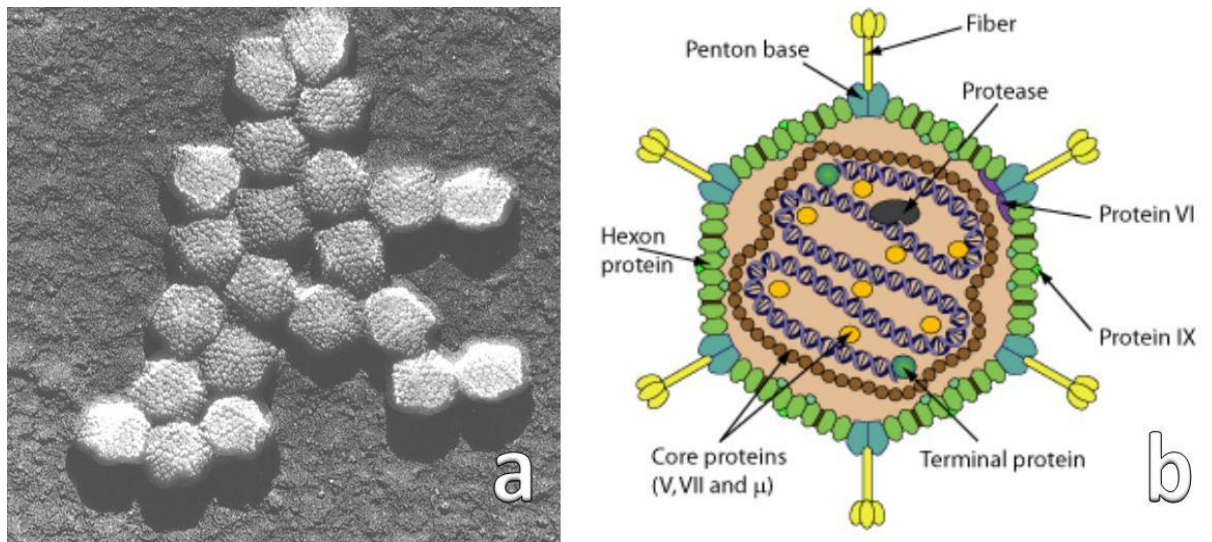 a
Fiber
Penton base
Protease
Protein VI
Hexon
protein
Protein IX
Core proteins
(V, VII and μ)
Terminal protein
b